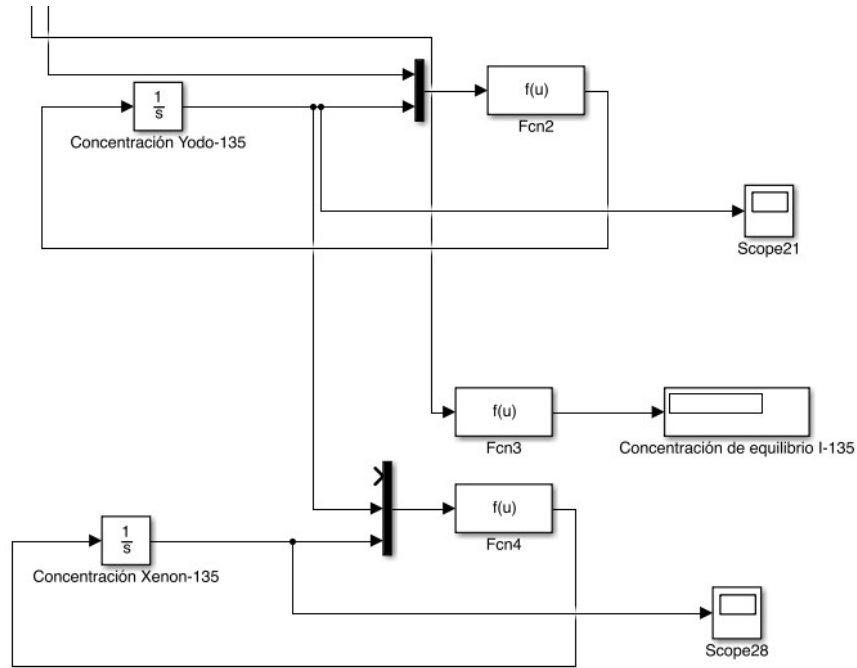 f(u)
Fcn2
1
s
Concentración Yodo-135
Scope21
f(u)
Fcn3
Concentración de equilibrio I-135
f(u)
Fcn4
1
s
Concentración Xenon-135
Scope28